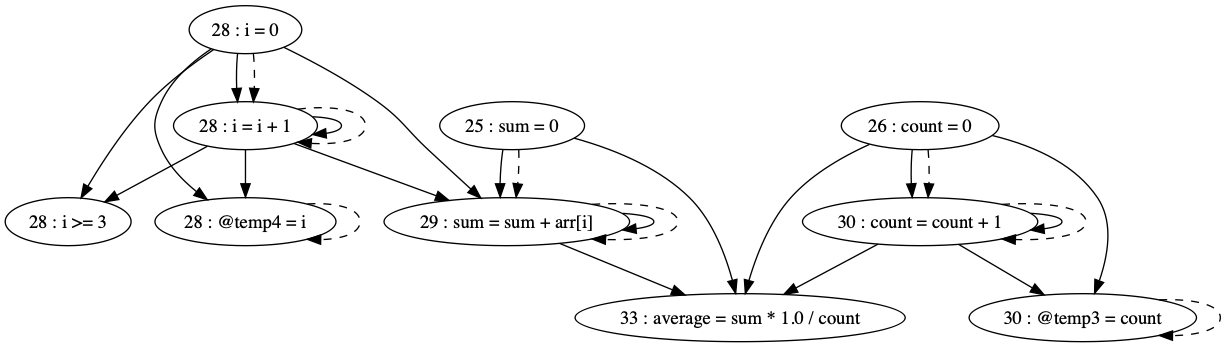 28 : i = 0
28 : i = i + 1
25 : sum = 0
26 : count = 0
28 : i >= 3
28 : @temp4 = i
29 : sum = sum + arr[i]
30 : count = count + 1
33 : average = sum * 1.0 / count
30 : @temp3 = count